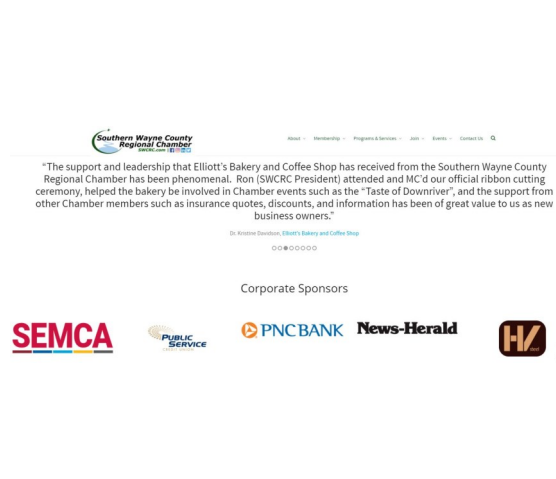 Southern Wayne County
Regional Chamber
SWCRC.com
About
Membership
Programs & Services
Join
Events
Contact Us
“The support and leadership that Elliott’s Bakery and Coffee Shop has received from the Southern Wayne County
Regional Chamber has been phenomenal. Ron (SWCRC President) attended and MC’d our official ribbon cutting
ceremony, helped the bakery be involved in Chamber events such as the “Taste of Downriver”, and the support from
other Chamber members such as insurance quotes, discounts, and information has been of great value to us as new
business owners.”
Dr. Kristine Davidson, Elliott’s Bakery and Coffee Shop
Corporate Sponsors
SEMCA
PUBLIC
SERVICE
CREDIT UNION
PNC BANK
News-Herald
HV